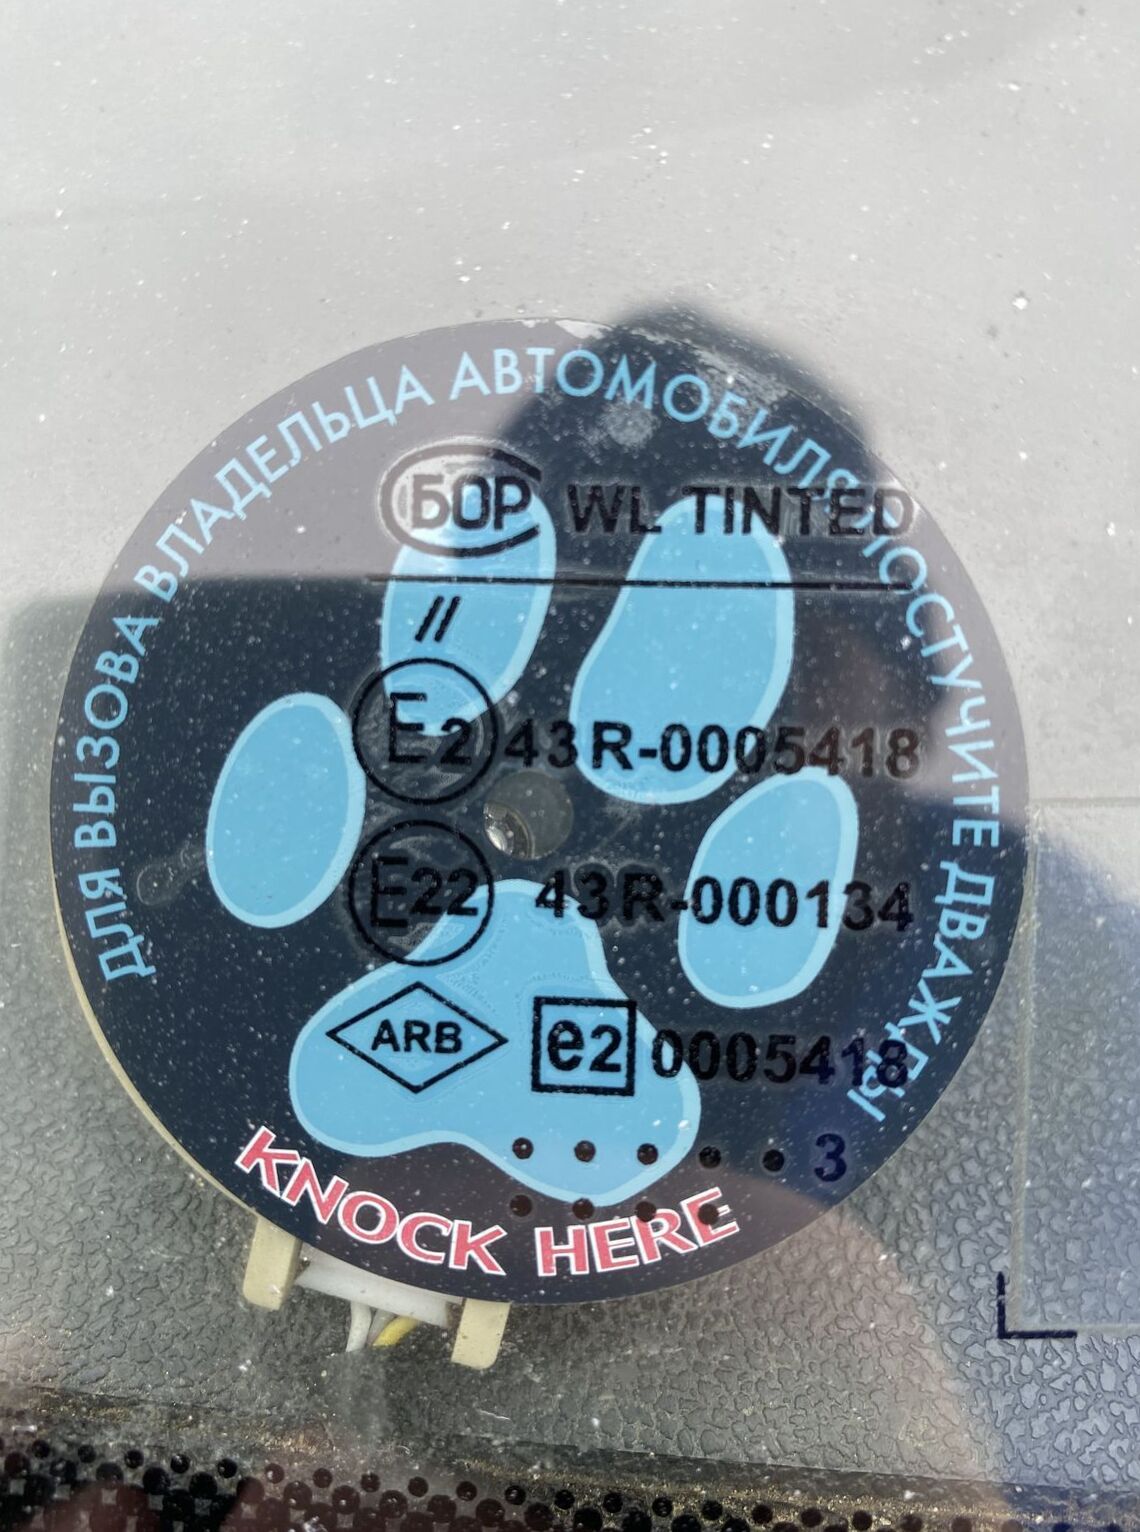 ДЛЯ ВЫЗОВА ВЛАДЕЛЬЦА АВТОМОБИЛЯ ПОСТУЧИТЕ ДВАЖДЫ
БОР WL TINTED
//
E2 43R-0005418
E22 43R-000134
ARB e2 0005418
3
KNOCK HERE